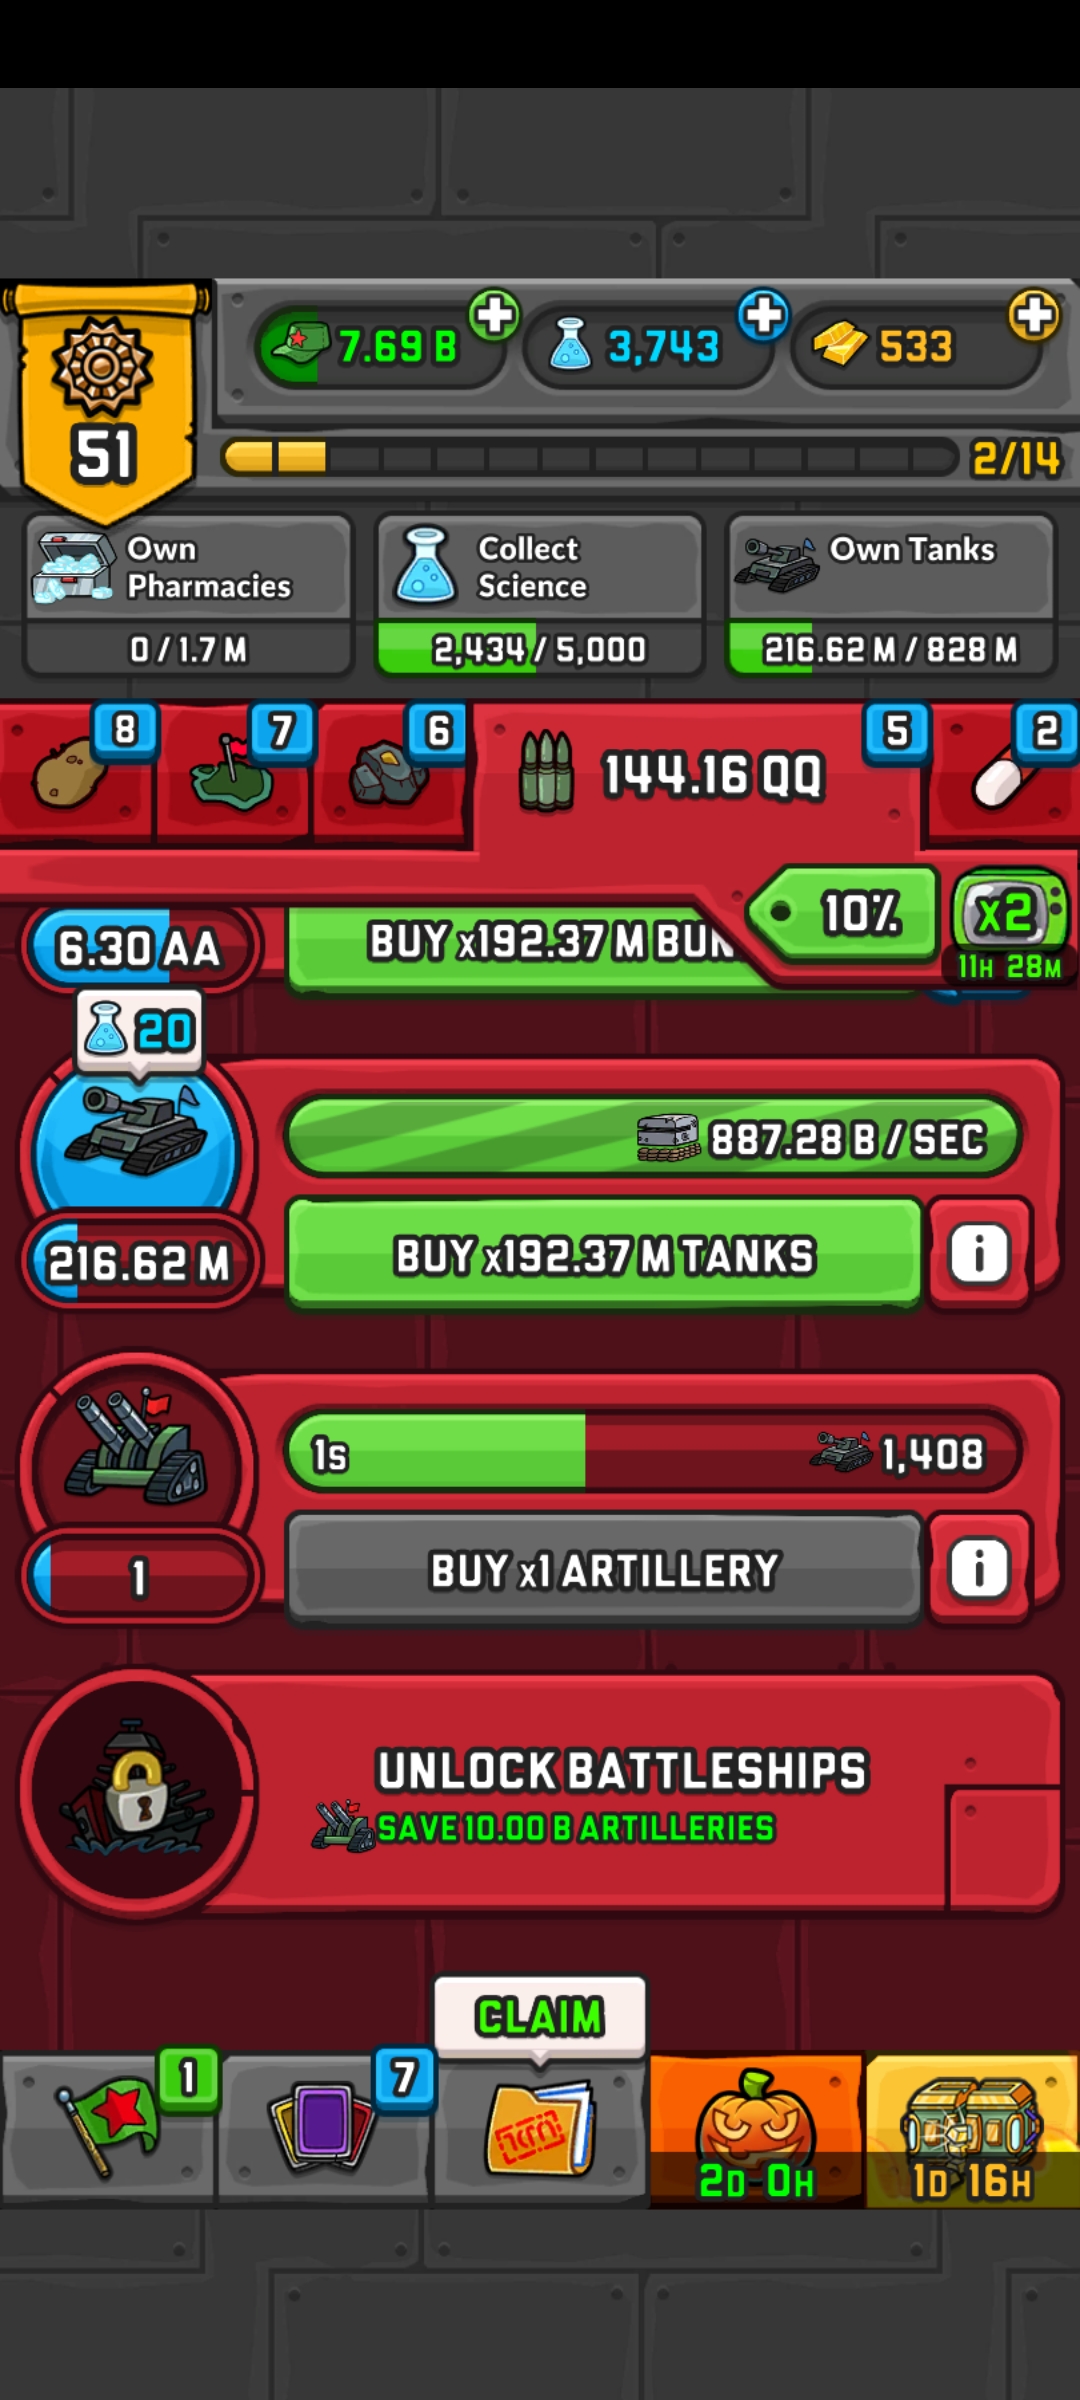 7.69 B
3,743
533
51
2/14
Own
Pharmacies
0 / 1.7 M
Collect
Science
2,434 / 5,000
Own Tanks
216.62 M / 828 M
8
7
6
144.16 QQ
5
2
10%
x2
11H 28M
6.30 AA
BUY x192.37 M BUN
20
887.28 B / SEC
216.62 M
BUY x192.37 M TANKS
i
1s
1,408
1
BUY x1 ARTILLERY
i
UNLOCK BATTLESHIPS
SAVE 10.00 B ARTILLERIES
CLAIM
1
7
2D 0H
1D 16H